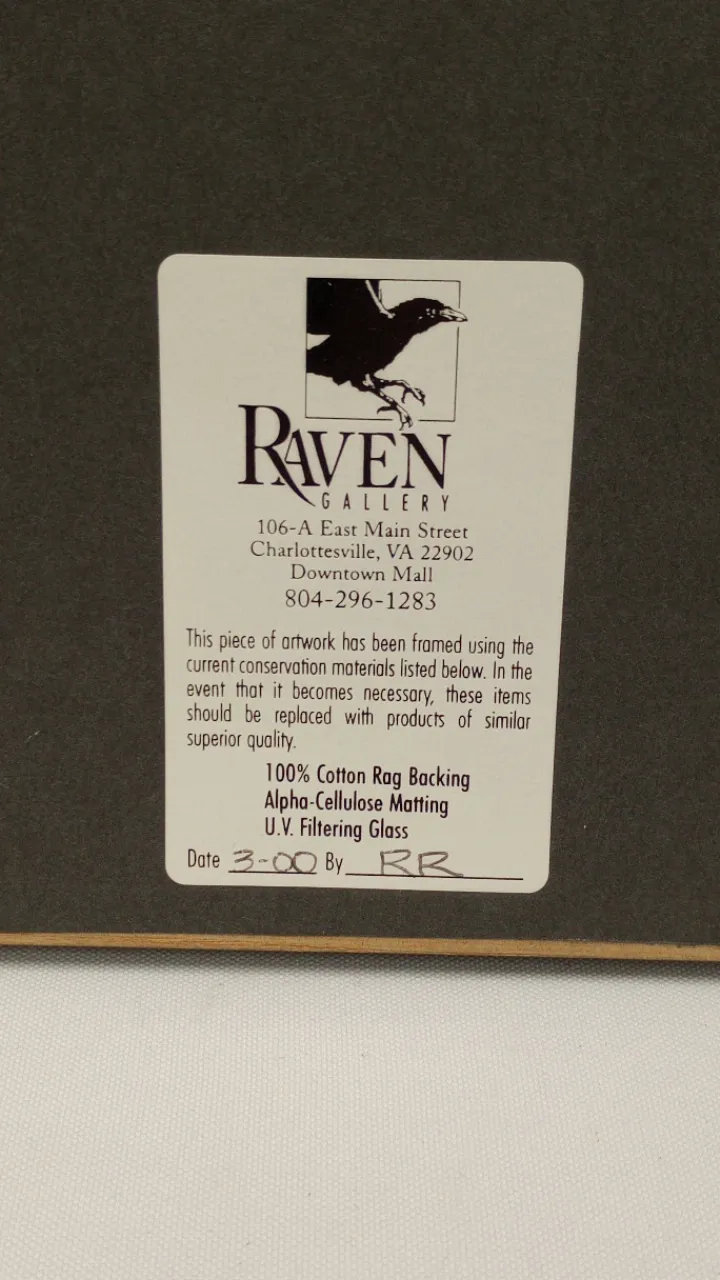 RAVEN
GALLERY
106-A East Main Street
Charlottesville, VA 22902
Downtown Mall
804-296-1283
This piece of artwork has been framed using the
current conservation materials listed below. In the
event that it becomes necessary, these items
should be replaced with products of similar
superior quality.
100% Cotton Rag Backing
Alpha-Cellulose Matting
U.V. Filtering Glass
Date 3-00 By RR